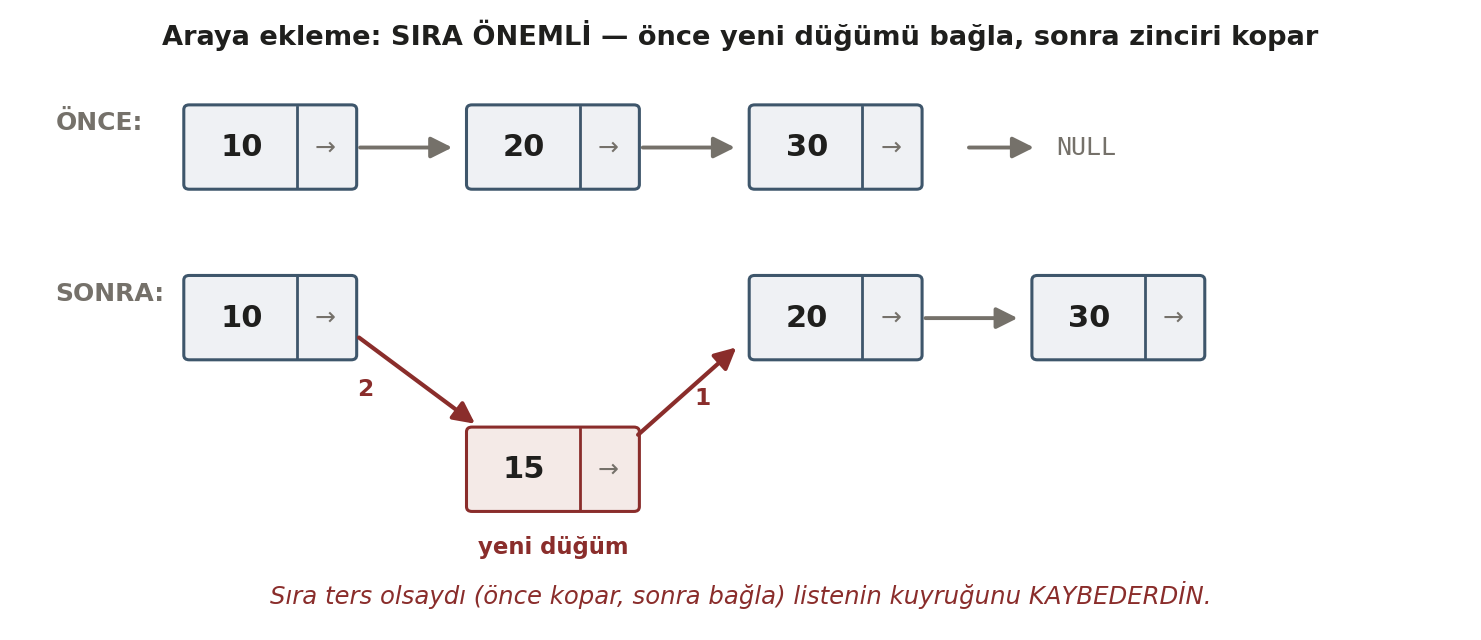 Araya ekleme: SIRA ÖNEMLİ — önce yeni düğümü bağla, sonra zinciri kopar
ÖNCE: 10 → 20 → 30 → NULL
SONRA: 10 → 20 → 30 →
2 1
15 →
yeni düğüm
Sıra ters olsaydı (önce kopar, sonra bağla) listenin kuyruğunu KAYBEDERDİN.